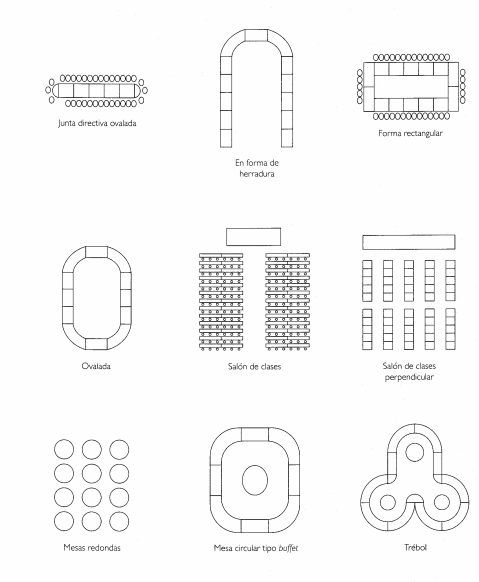 Junta directiva ovalada
En forma de
herradura
Forma rectangular
Ovalada
Salón de clases
Salón de clases
perpendicular
Mesas redondas
Mesa circular tipo buffet
Trébol